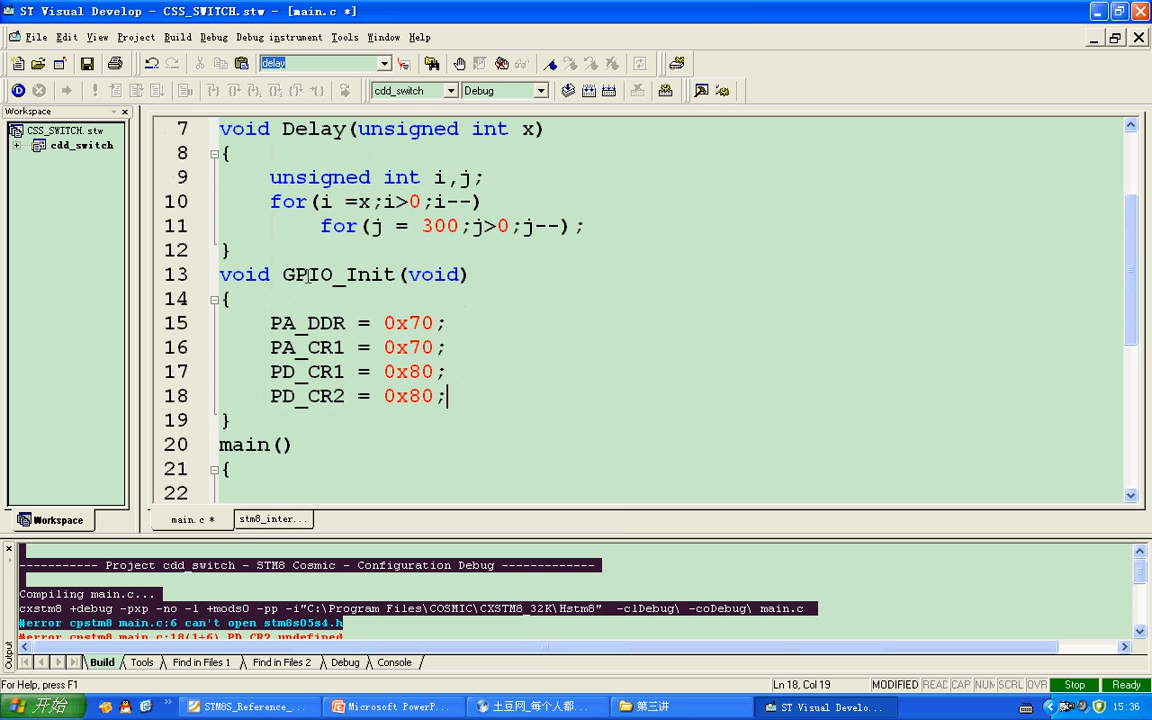 ST Visual Develop - CSS_SWITCH.stw - [main.c *]
File Edit View Project Build Debug Debug instrument Tools Window Help
delay
cdd_switch Debug
Workspace
CSS_SWITCH.stw
cdd_switch
7 void Delay(unsigned int x)
8 {
9 unsigned int i,j;
10 for(i =x;i>0;i--)
11 for(j = 300;j>0;j--);
12 }
13 void GPIO_Init(void)
14 {
15 PA_DDR = 0x70;
16 PA_CR1 = 0x70;
17 PD_CR1 = 0x80;
18 PD_CR2 = 0x80;
19 }
20 main()
21 {
22
Workspace
main.c * stm8_inter...
----------- Project cdd_switch - STM8 Cosmic - Configuration Debug -------------
Compiling main.c...
cxstm8 +debug -pxp -no -l +mods0 -pp -i"C:\Program Files\COSMIC\CXSTM8_32K\Hstm8" -clDebug\ -coDebug\ main.c
#error cpstm8 main.c:6 can't open stm8s05s4.h
#error cpstm8 main.c:18(1+6) PD_CR2 undefined
Output
Build Tools Find in Files 1 Find in Files 2 Debug Console
For Help, press F1 Ln 18, Col 19 MODIFIED READ CAP NUM SCRL OVR Stop Ready
开始 STM8S_Reference_... Microsoft PowerP... 土豆网_每个人都... 第三讲 ST Visual Develo... 15:36